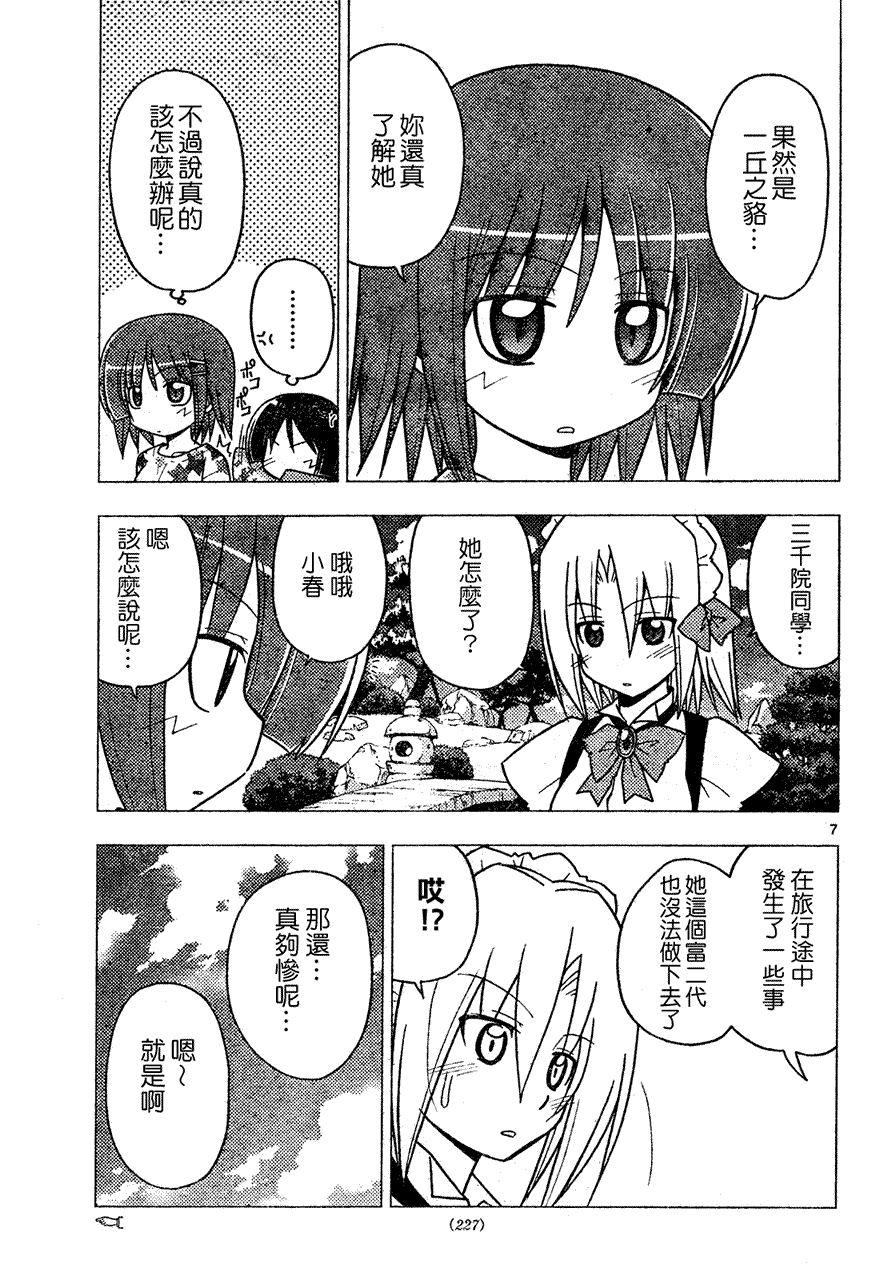 果然是
一丘之貉…
妳還真
了解她
不過說真的
該怎麼辦呢…
………
ポコ
ポコ
三千院同學…
她怎麼了？
哦哦
小春
嗯
該怎麼說呢…
7
在旅行途中
發生了一些事
她這個富二代
也沒法做下去了
哎!?
那還…
真夠慘呢…
嗯～
就是啊
(227)